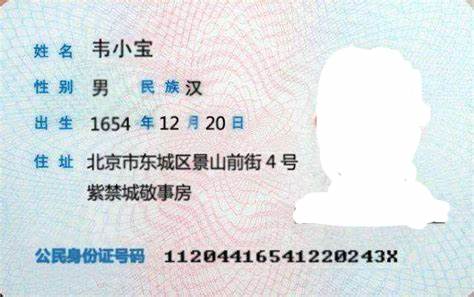 姓名 韦小宝
性别 男 民族 汉
出生 1654 年 12 月 20 日
住址 北京市东城区景山前街 4 号
紫禁城敬事房
公民身份证号码 11204416541220243X